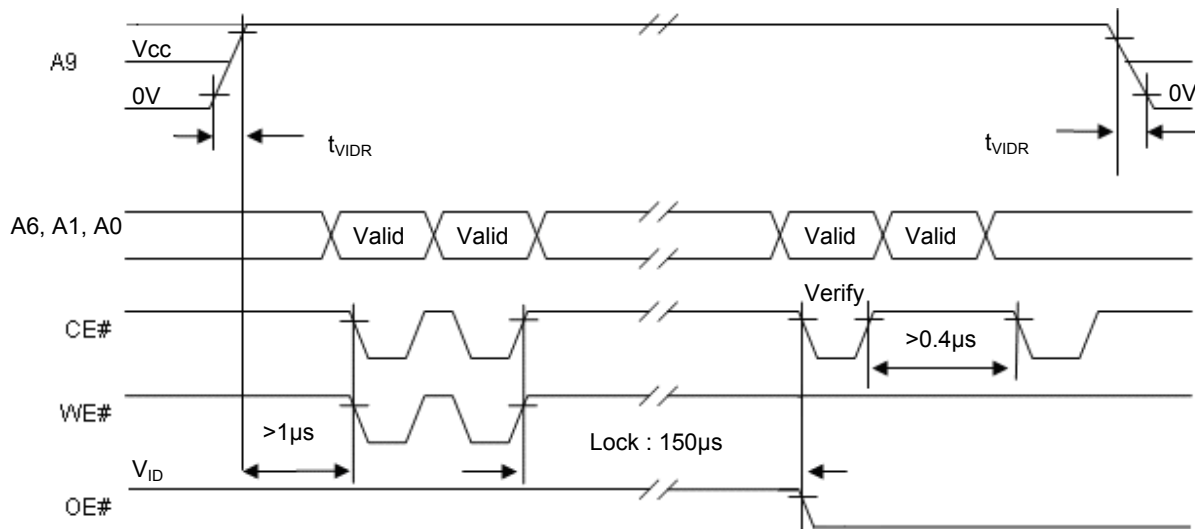 Vcc
A9
0V
0V
tVIDR
tVIDR
A6, A1, A0
Valid
Valid
Valid
Valid
Verify
CE#
>0.4µs
WE#
>1µs
Lock : 150µs
VID
OE#